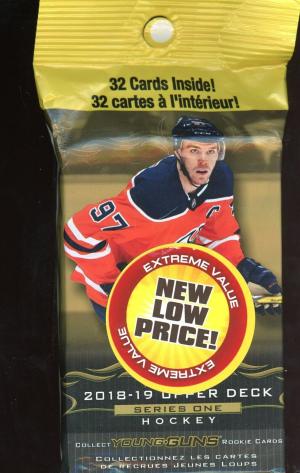 32 Cards Inside!
32 cartes à l'intérieur!
97
C
EXTREME VALUE
NEW
LOW
PRICE!
EXTREME VALUE
2018-19 UPPER DECK
SERIES ONE
HOCKEY
COLLECT YOUNG GUNS ROOKIE CARDS
COLLECTIONNEZ LES CARTES
DE RECRUES JEUNES LOUPS